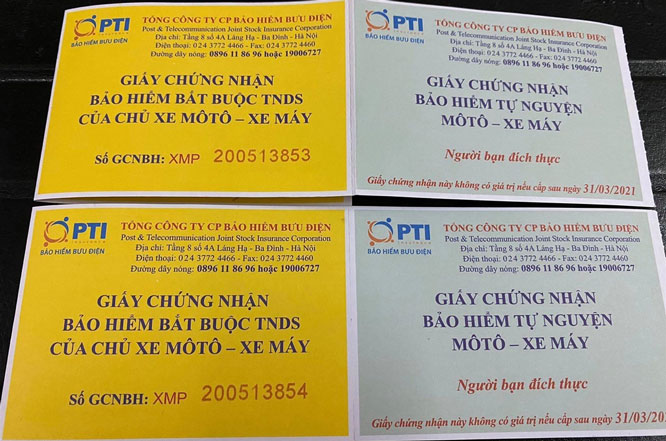 PTI
insurance
BẢO HIỂM BƯU ĐIỆN
TỔNG CÔNG TY CP BẢO HIỂM BƯU ĐIỆN
Post & Telecommunication Joint Stock Insurance Corporation
Địa chỉ: Tầng 8 số 4A Láng Hạ - Ba Đình - Hà Nội
Điện thoại: 024 3772 4466 - Fax: 024 3772 4460
Đường dây nóng: 0896 11 86 96 hoặc 19006727
GIẤY CHỨNG NHẬN
BẢO HIỂM BẮT BUỘC TNDS
CỦA CHỦ XE MÔTÔ – XE MÁY
Số GCNBH: XMP 200513853
PTI
insurance
BẢO HIỂM BƯU ĐIỆN
TỔNG CÔNG TY CP BẢO HIỂM BƯU ĐIỆN
Post & Telecommunication Joint Stock Insurance Corporation
Địa chỉ: Tầng 8 số 4A Láng Hạ - Ba Đình - Hà Nội
Điện thoại: 024 3772 4466 - Fax: 024 3772 4460
Đường dây nóng: 0896 11 86 96 hoặc 19006727
GIẤY CHỨNG NHẬN
BẢO HIỂM TỰ NGUYỆN
MÔTÔ – XE MÁY
Người bạn đích thực
Giấy chứng nhận này không có giá trị nếu cấp sau ngày 31/03/2021
PTI
insurance
BẢO HIỂM BƯU ĐIỆN
TỔNG CÔNG TY CP BẢO HIỂM BƯU ĐIỆN
Post & Telecommunication Joint Stock Insurance Corporation
Địa chỉ: Tầng 8 số 4A Láng Hạ - Ba Đình - Hà Nội
Điện thoại: 024 3772 4466 - Fax: 024 3772 4460
Đường dây nóng: 0896 11 86 96 hoặc 19006727
GIẤY CHỨNG NHẬN
BẢO HIỂM BẮT BUỘC TNDS
CỦA CHỦ XE MÔTÔ – XE MÁY
Số GCNBH: XMP 200513854
PTI
insurance
BẢO HIỂM BƯU ĐIỆN
TỔNG CÔNG TY CP BẢO HIỂM BƯU ĐIỆN
Post & Telecommunication Joint Stock Insurance Corporation
Địa chỉ: Tầng 8 số 4A Láng Hạ - Ba Đình - Hà Nội
Điện thoại: 024 3772 4466 - Fax: 024 3772 4460
Đường dây nóng: 0896 11 86 96 hoặc 19006727
GIẤY CHỨNG NHẬN
BẢO HIỂM TỰ NGUYỆN
MÔTÔ – XE MÁY
Người bạn đích thực
Giấy chứng nhận này không có giá trị nếu cấp sau ngày 31/03/2021